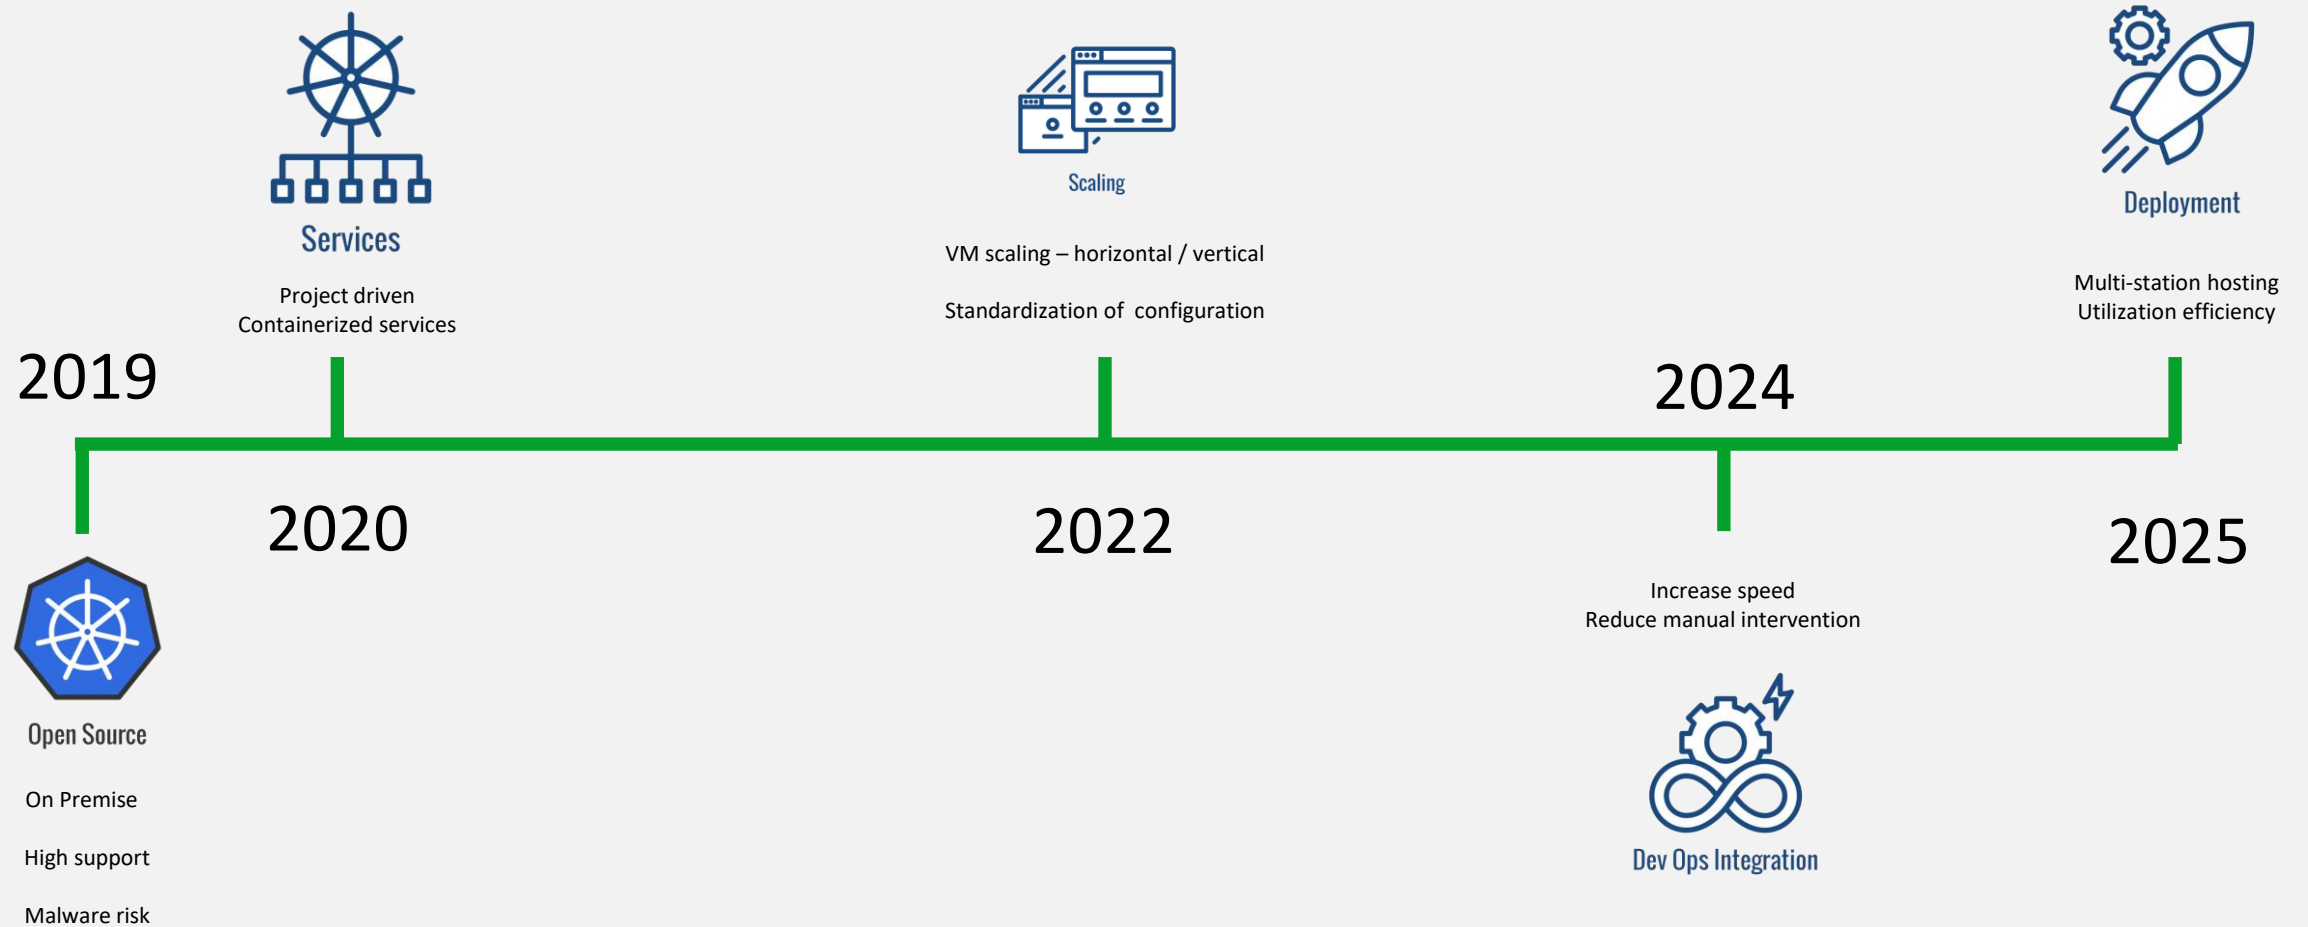 2019
Open Source
On Premise
High support
Malware risk
Services
Project driven
Containerized services
2020
Scaling
VM scaling – horizontal / vertical
Standardization of  configuration
2022
2024
Increase speed
Reduce manual intervention
Dev Ops Integration
Deployment
Multi-station hosting
Utilization efficiency
2025